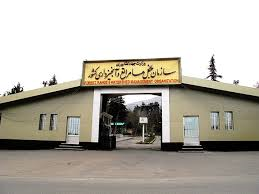 سازمان جنگلها مراتع و آبخیزداری کشور
FORESTS, RANGE & WATERSHED MANAGEMENT ORGANIZATION